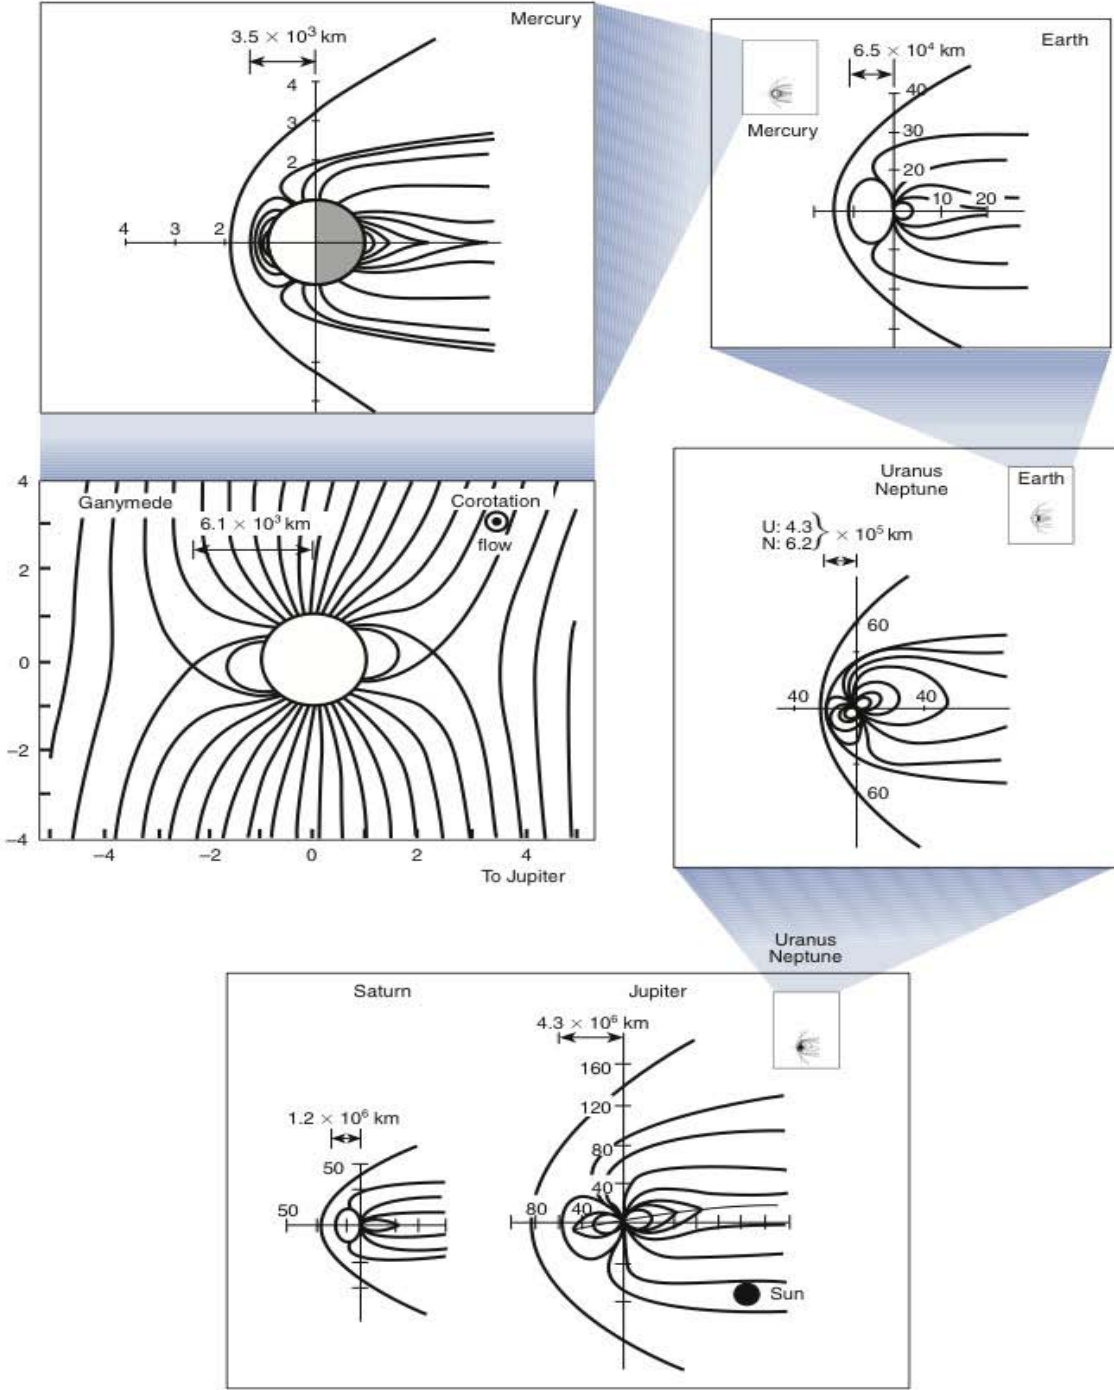 Mercury
3.5 × 10³ km
4
3
2
4 3 2
Earth
6.5 × 10⁴ km
Mercury
40
30
20
10 20
Ganymede
Corotation
6.1 × 10³ km
flow
4
2
0
−2
−4
−4 −2 0 2 4
To Jupiter
Uranus
Neptune
Earth
U: 4.3
N: 6.2
} × 10⁵ km
60
40 40
60
Uranus
Neptune
Saturn
Jupiter
4.3 × 10⁶ km
160
120
80
40
80 40
1.2 × 10⁶ km
50
50
Sun